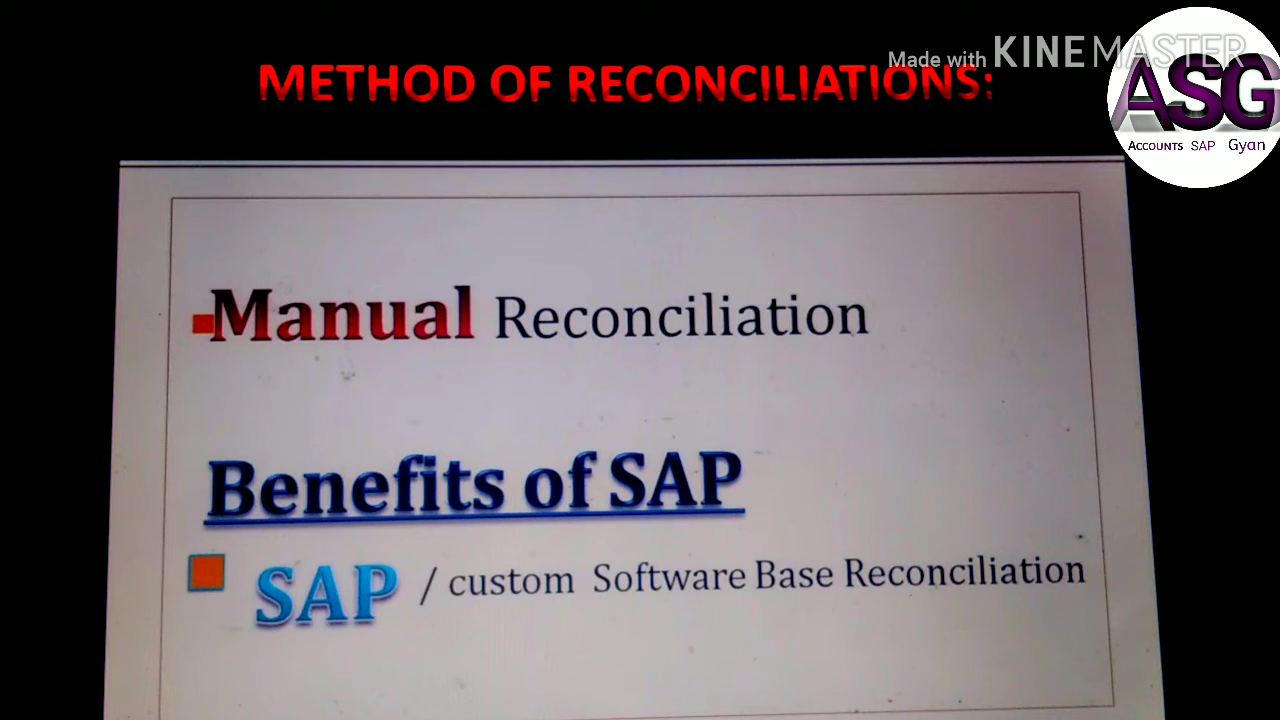 Made with KINEMASTER
METHOD OF RECONCILIATIONS:
ASG
Accounts SAP Gyan
Manual Reconciliation
Benefits of SAP
SAP / custom Software Base Reconciliation